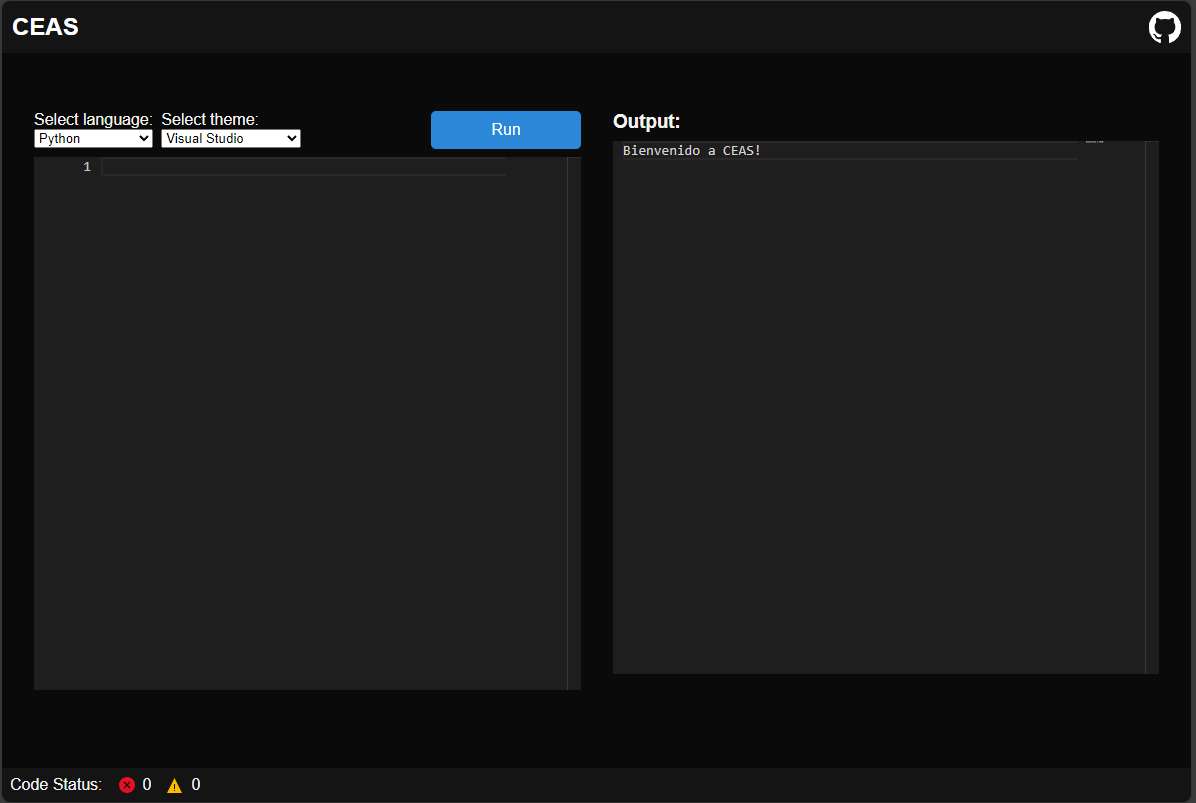 CEAS
Select language: Select theme:
Python Visual Studio
Run
1
Output:
Bienvenido a CEAS!
Code Status: 0 0